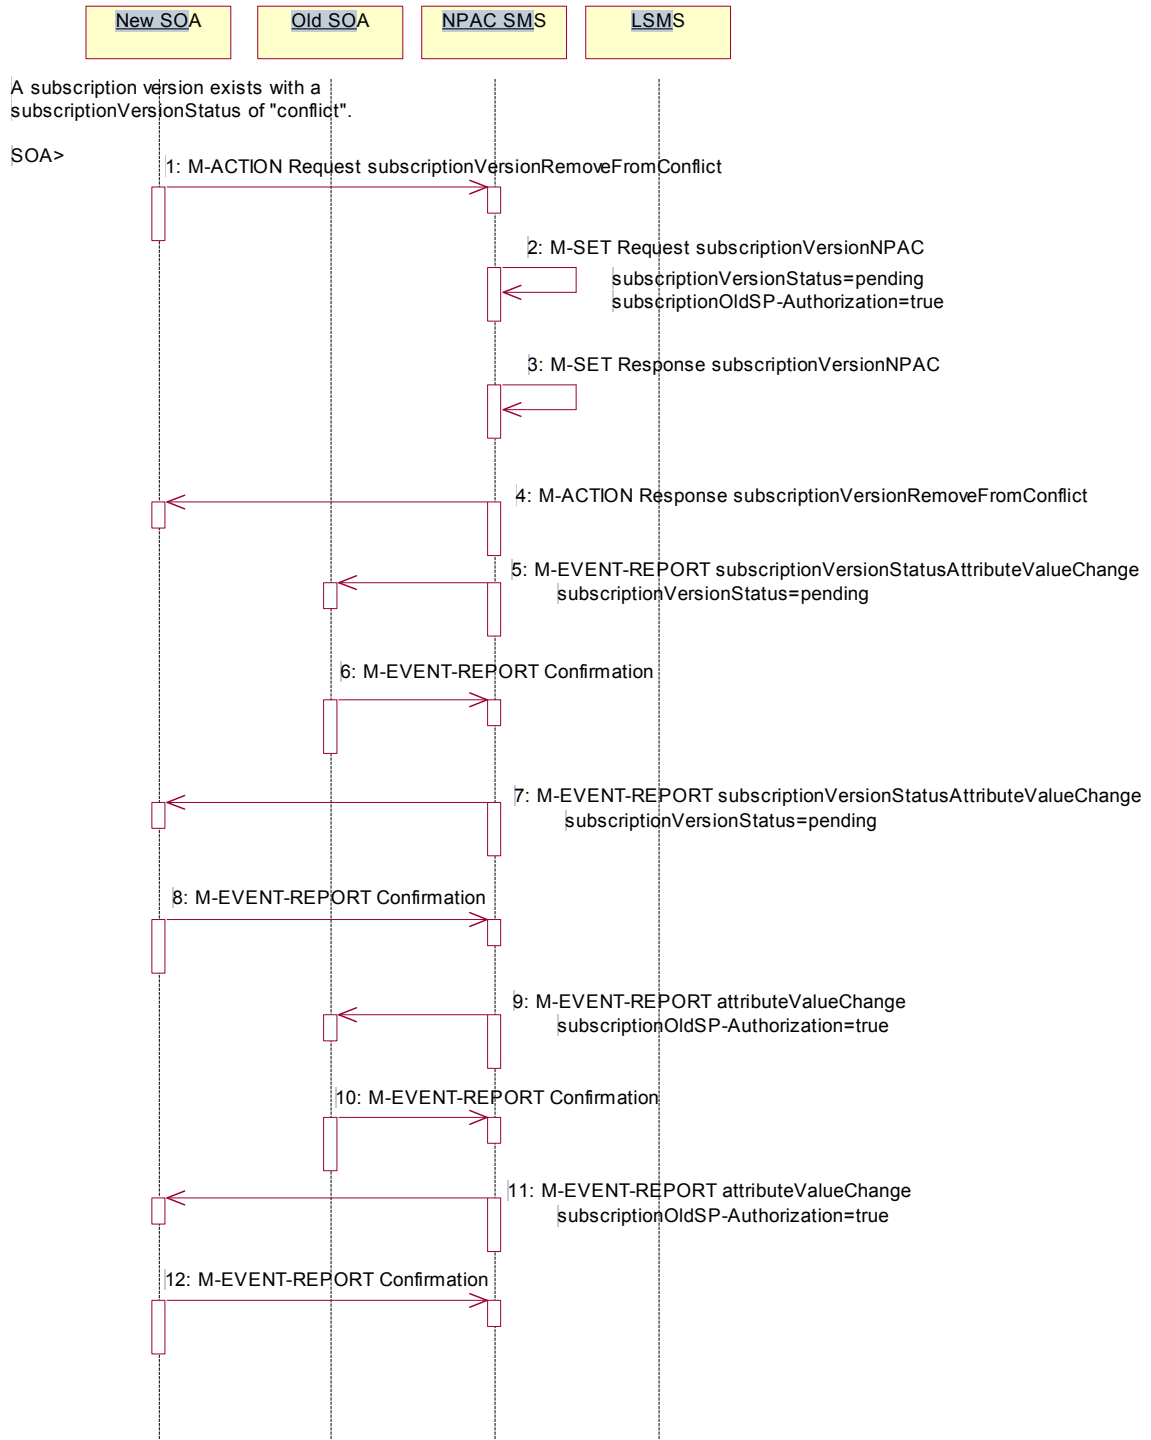 New SOA
Old SOA
NPAC SMS
LSMS
A subscription version exists with a
subscriptionVersionStatus of "conflict".
SOA>
1: M-ACTION Request subscriptionVersionRemoveFromConflict
2: M-SET Request subscriptionVersionNPAC
subscriptionVersionStatus=pending
subscriptionOldSP-Authorization=true
3: M-SET Response subscriptionVersionNPAC
4: M-ACTION Response subscriptionVersionRemoveFromConflict
5: M-EVENT-REPORT subscriptionVersionStatusAttributeValueChange
subscriptionVersionStatus=pending
6: M-EVENT-REPORT Confirmation
7: M-EVENT-REPORT subscriptionVersionStatusAttributeValueChange
subscriptionVersionStatus=pending
8: M-EVENT-REPORT Confirmation
9: M-EVENT-REPORT attributeValueChange
subscriptionOldSP-Authorization=true
10: M-EVENT-REPORT Confirmation
11: M-EVENT-REPORT attributeValueChange
subscriptionOldSP-Authorization=true
12: M-EVENT-REPORT Confirmation